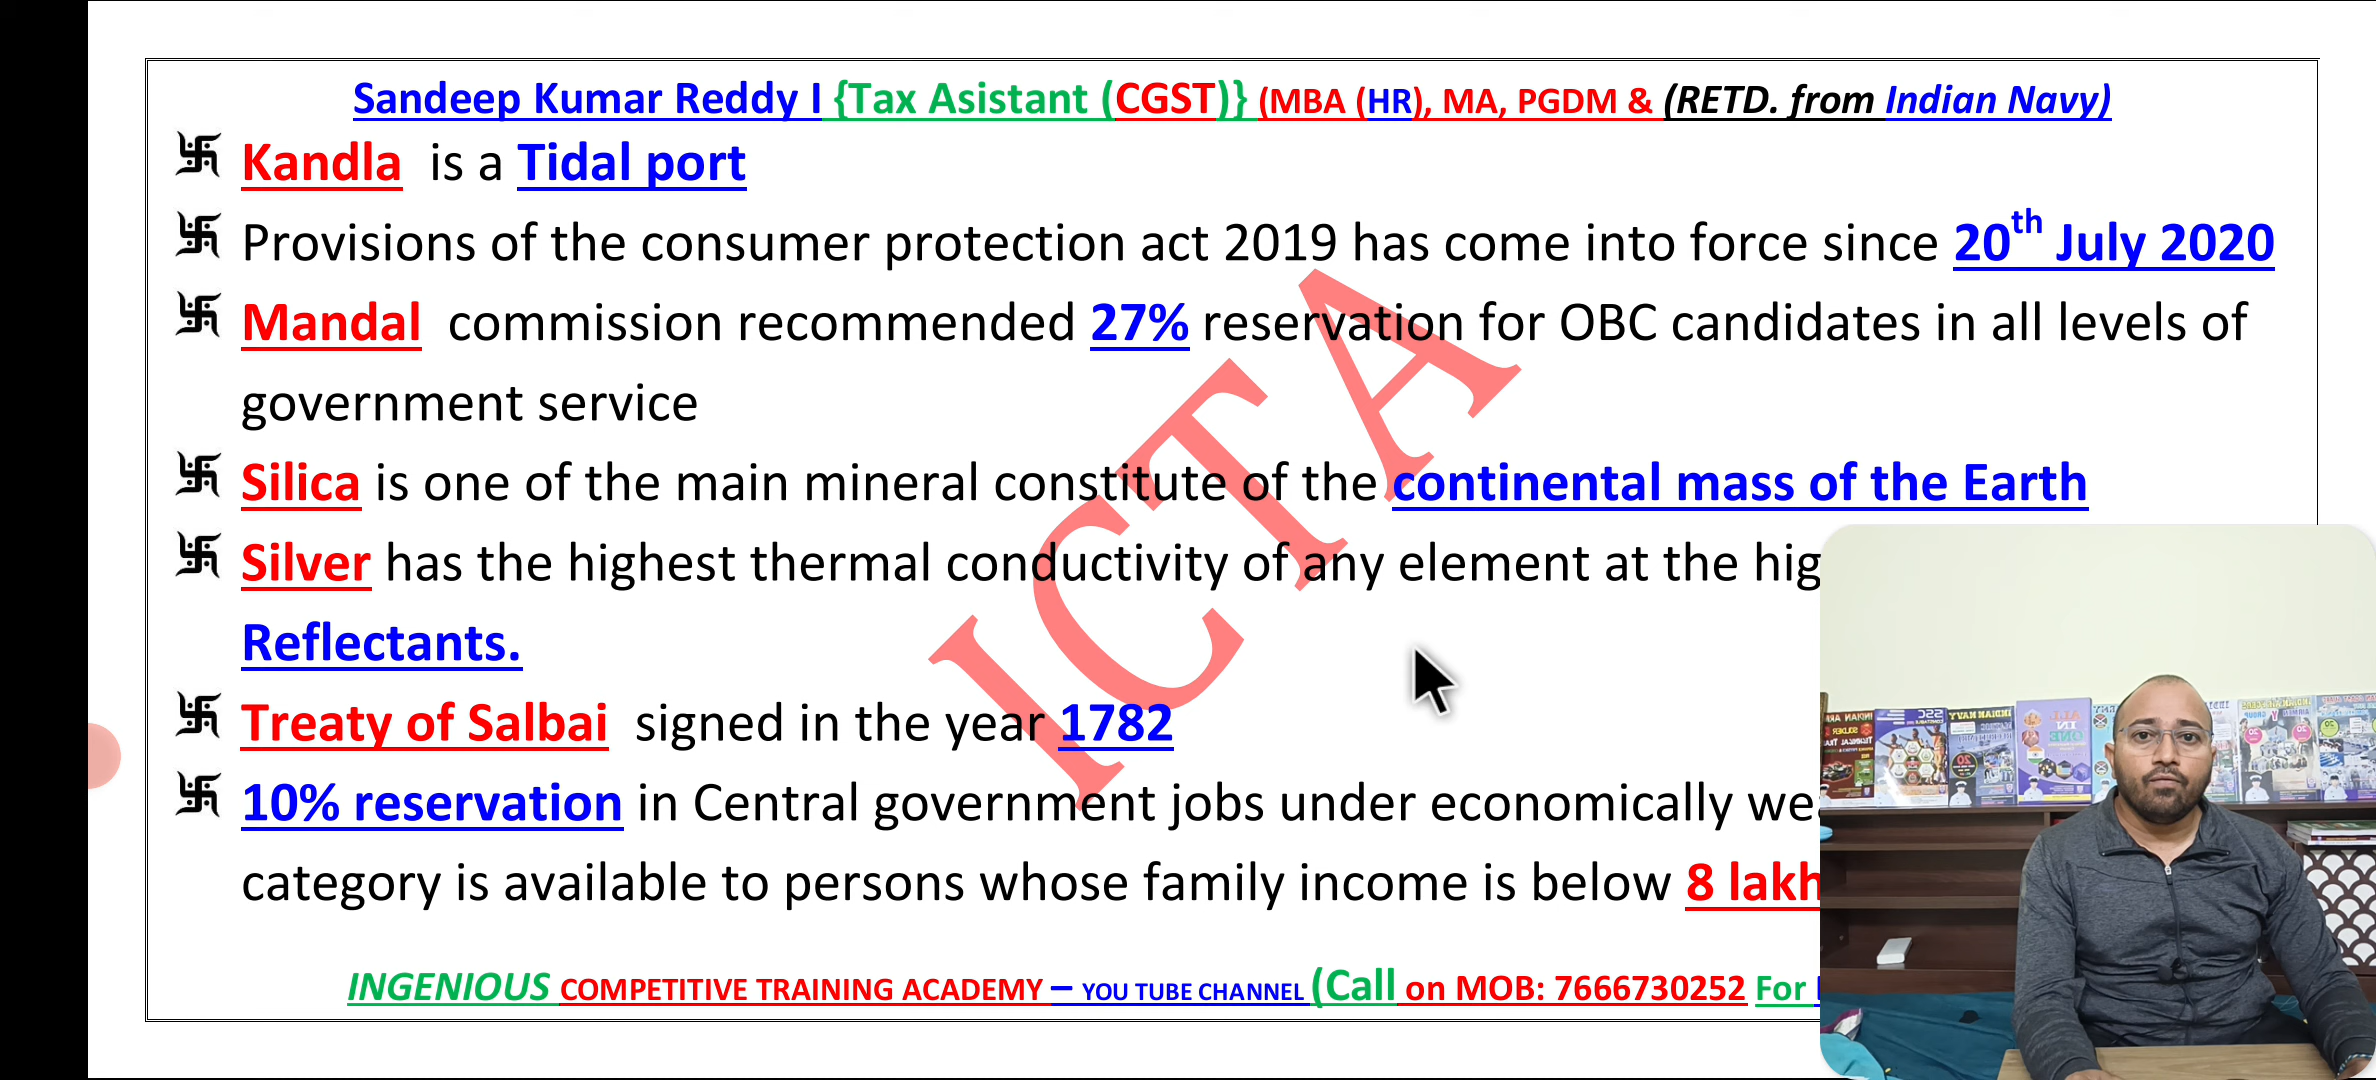 Sandeep Kumar Reddy I {Tax Asistant (CGST)} (MBA (HR), MA, PGDM & (RETD. from Indian Navy)
Kandla is a Tidal port
Provisions of the consumer protection act 2019 has come into force since 20th July 2020
Mandal commission recommended 27% reservation for OBC candidates in all levels of
government service
Silica is one of the main mineral constitute of the continental mass of the Earth
Silver has the highest thermal conductivity of any element at the
Reflectants.
Treaty of Salbai signed in the year 1782
10% reservation in Central government jobs under economically
category is available to persons whose family income is below 8 lakh
INGENIOUS COMPETITIVE TRAINING ACADEMY – YOU TUBE CHANNEL (Call on MOB: 7666730252 For
ICTA